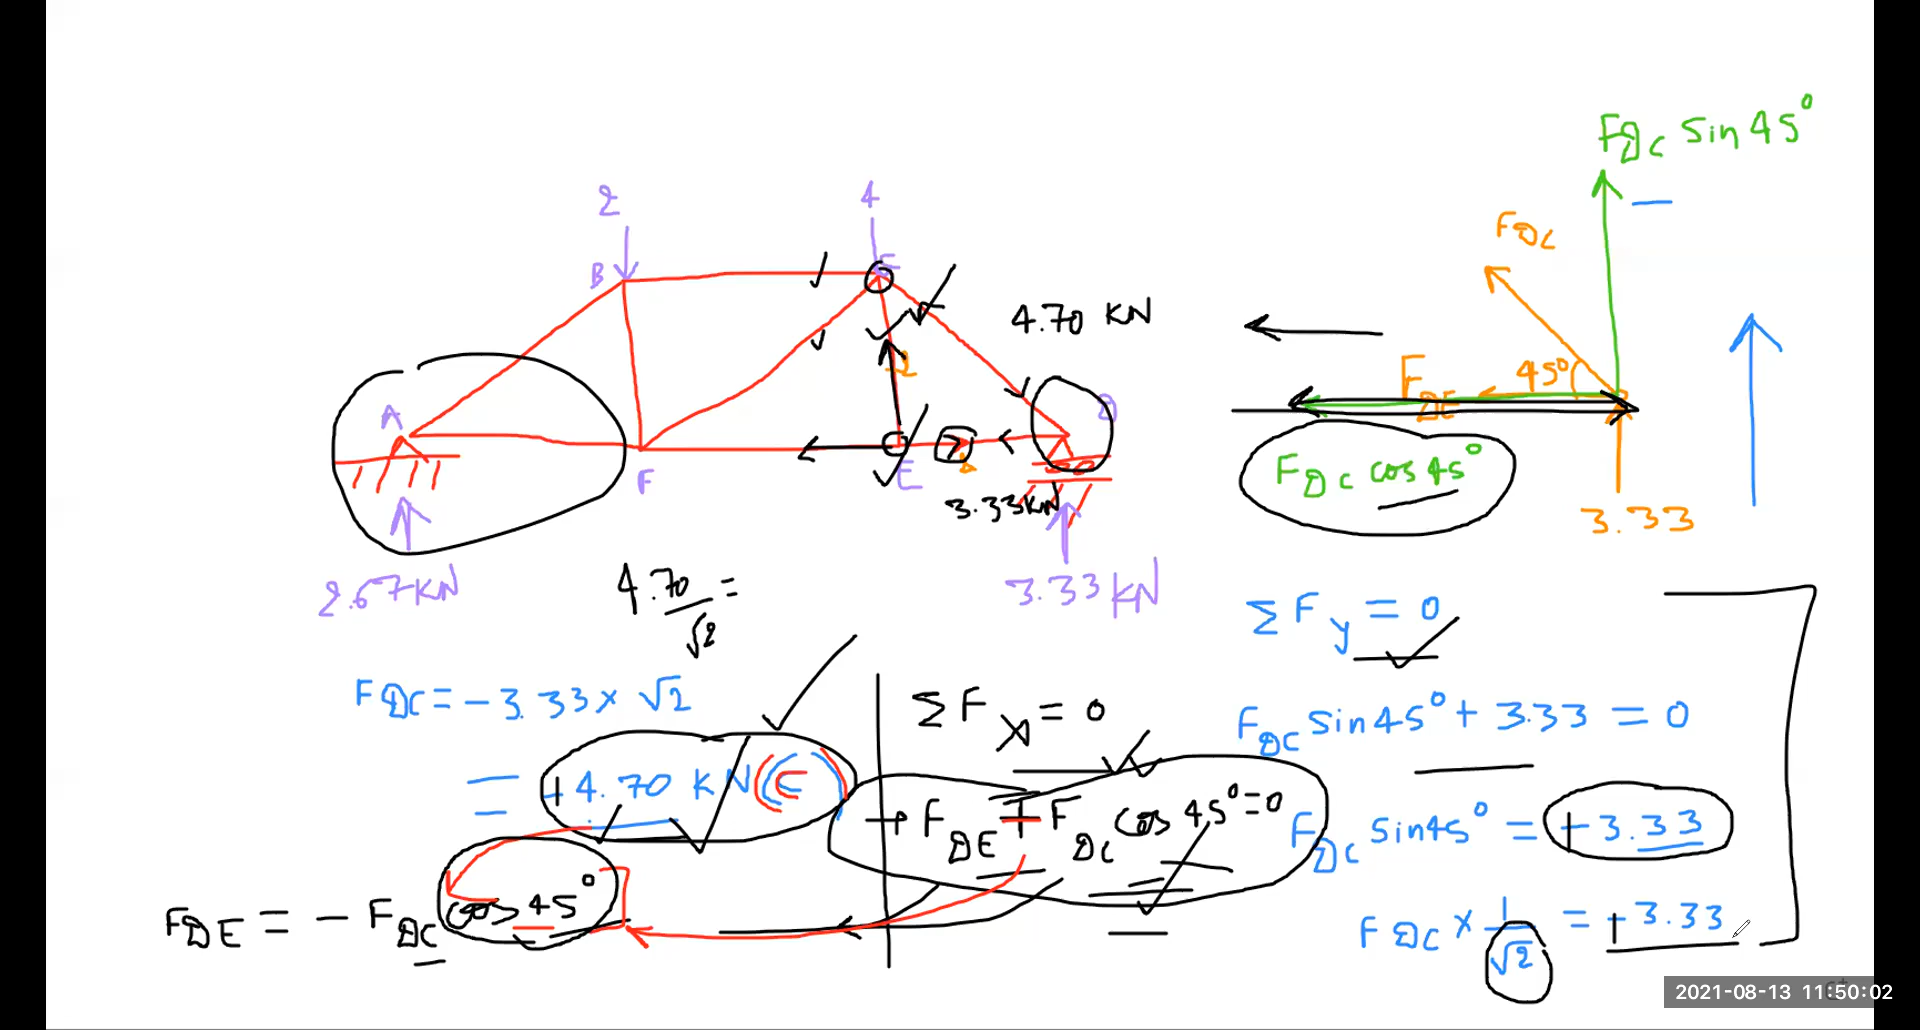 F_DC sin 45°
2
4
F_DC
B
4.70 KN
2
F_DE
45°
A
D
F
E
3.33KN
F_DC cos 45°
3.33
2.67KN
4.70/√2 =
3.33 KN
ΣF_y = 0
F_DC = -3.33 × √2
ΣF_x = 0
F_DC sin 45° + 3.33 = 0
= +4.70 KN (C)
+ F_DE + F_DC cos 45° = 0
F_DC sin 45° = +3.33
F_DE = - F_DC cos 45°
F_DC × 1/√2 = +3.33
2021-08-13 11:50:02